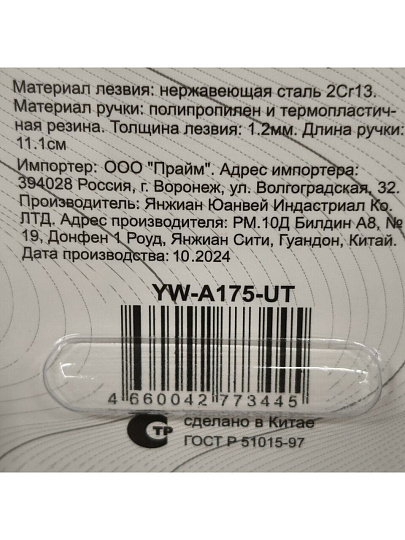 Материал лезвия: нержавеющая сталь 2Cr13.
Материал ручки: полипропилен и термопластич-
ная резина. Толщина лезвия: 1.2мм. Длина ручки:
11.1см
Импортер: ООО "Прайм". Адрес импортера:
394028 Россия, г. Воронеж, ул. Волгоградская, 32.
Производитель: Янжиан Юанвей Индастриал Ко.
ЛТД. Адрес производителя: РМ.10Д Билдин А8, №
19, Донфен 1 Роуд, Янжиан Сити, Гуандон, Китай.
Дата производства: 10.2024
YW-A175-UT
4 660042 773445
СТР
сделано в Китае
ГОСТ Р 51015-97